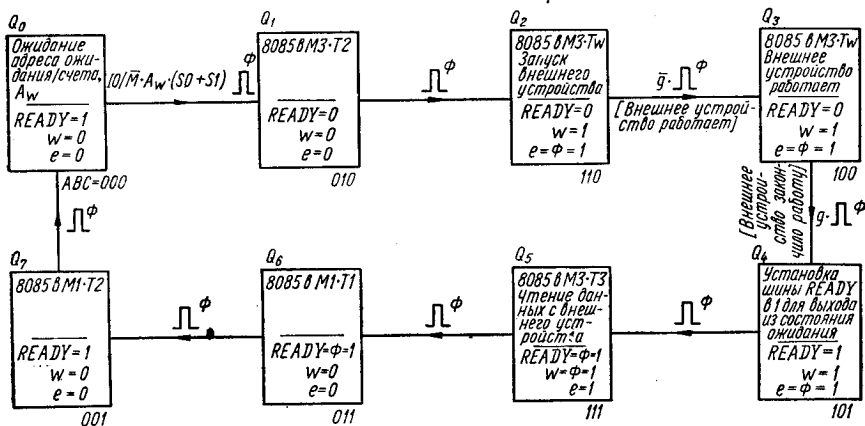 Q0
Ожидание
адреса ожи-
дания/счета,
Aw
READY=1
w=0
e=0
ABC=000
IO/M̅·Aw·(S0+S1)
ϕ
Q1
8085 в M3·T2
READY=0
w=0
e=0
010
ϕ
Q2
8085 в M3·Tw
Запуск
внешнего
устройства
READY=0
w=1
e=ϕ=1
110
g̅· ϕ
[Внешнее устрой-
ство работает]
Q3
8085 в M3·Tw
Внешнее
устройство
работает
READY=0
w=1
e=ϕ=1
100
[Внешнее
устрой-
ство закон-
чило работу]
g· ϕ
Q4
Установка
шины READY
в 1 для выхода
из состояния
ожидания
READY=1
w=1
e=ϕ=1
101
ϕ
Q5
8085 в M3·T3
Чтение дан-
ных с внеш-
него уст-
ройства
READY=ϕ=1
w=ϕ=1
e=1
111
ϕ
Q6
8085 в M1·T1
READY=ϕ=1
w=0
e=0
011
ϕ
Q7
8085 в M1·T2
READY=1
w=0
e=0
001
ϕ